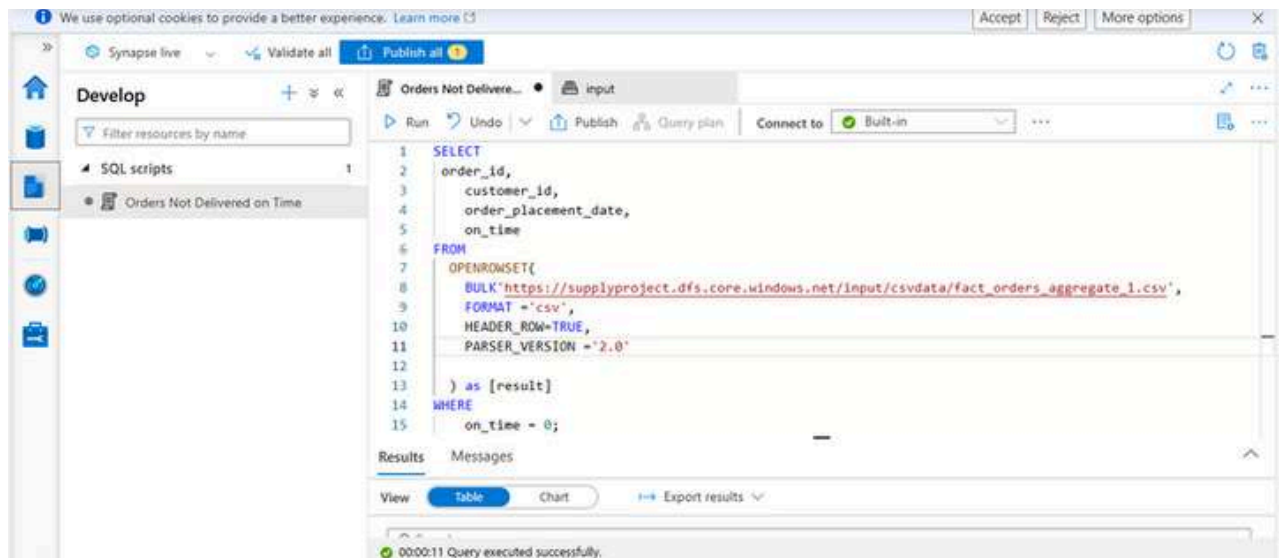 We use optional cookies to provide a better experience. Learn more
Accept Reject More options
Synapse live Validate all Publish all 1
Develop
Filter resources by name
SQL scripts 1
Orders Not Delivered on Time
Orders Not Delivere... input
Run Undo Publish Query plan Connect to Built-in
1 SELECT
2 order_id,
3 customer_id,
4 order_placement_date,
5 on_time
6 FROM
7 OPENROWSET(
8 BULK'https://supplyproject.dfs.core.windows.net/input/csvdata/fact_orders_aggregate_1.csv',
9 FORMAT ='csv',
10 HEADER_ROW=TRUE,
11 PARSER_VERSION ='2.0'
12
13 ) as [result]
14 WHERE
15 on_time = 0;
Results Messages
View Table Chart Export results
00:00:11 Query executed successfully.